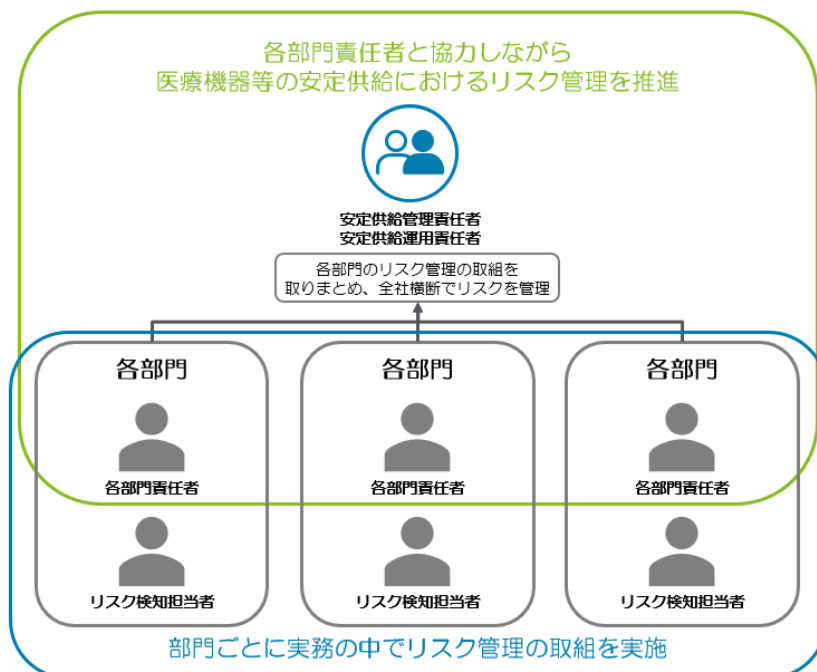 各部門責任者と協力しながら
医療機器等の安定供給におけるリスク管理を推進
安定供給管理責任者
安定供給運用責任者
各部門のリスク管理の取組を
取りまとめ、全社横断でリスクを管理
各部門
各部門
各部門
各部門責任者
各部門責任者
各部門責任者
リスク検知担当者
リスク検知担当者
リスク検知担当者
部門ごとに実務の中でリスク管理の取組を実施